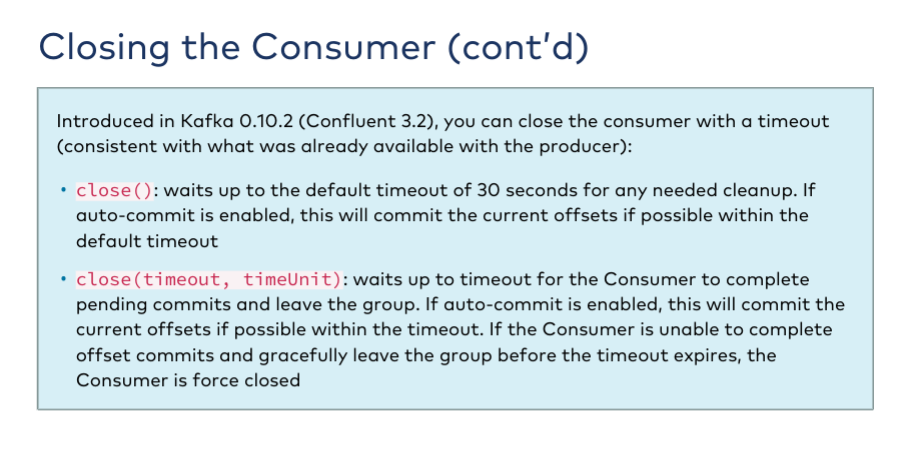 Closing the Consumer (cont'd)
Introduced in Kafka 0.10.2 (Confluent 3.2), you can close the consumer with a timeout
(consistent with what was already available with the producer):
• close(): waits up to the default timeout of 30 seconds for any needed cleanup. If
auto-commit is enabled, this will commit the current offsets if possible within the
default timeout
• close(timeout, timeUnit): waits up to timeout for the Consumer to complete
pending commits and leave the group. If auto-commit is enabled, this will commit the
current offsets if possible within the timeout. If the Consumer is unable to complete
offset commits and gracefully leave the group before the timeout expires, the
Consumer is force closed